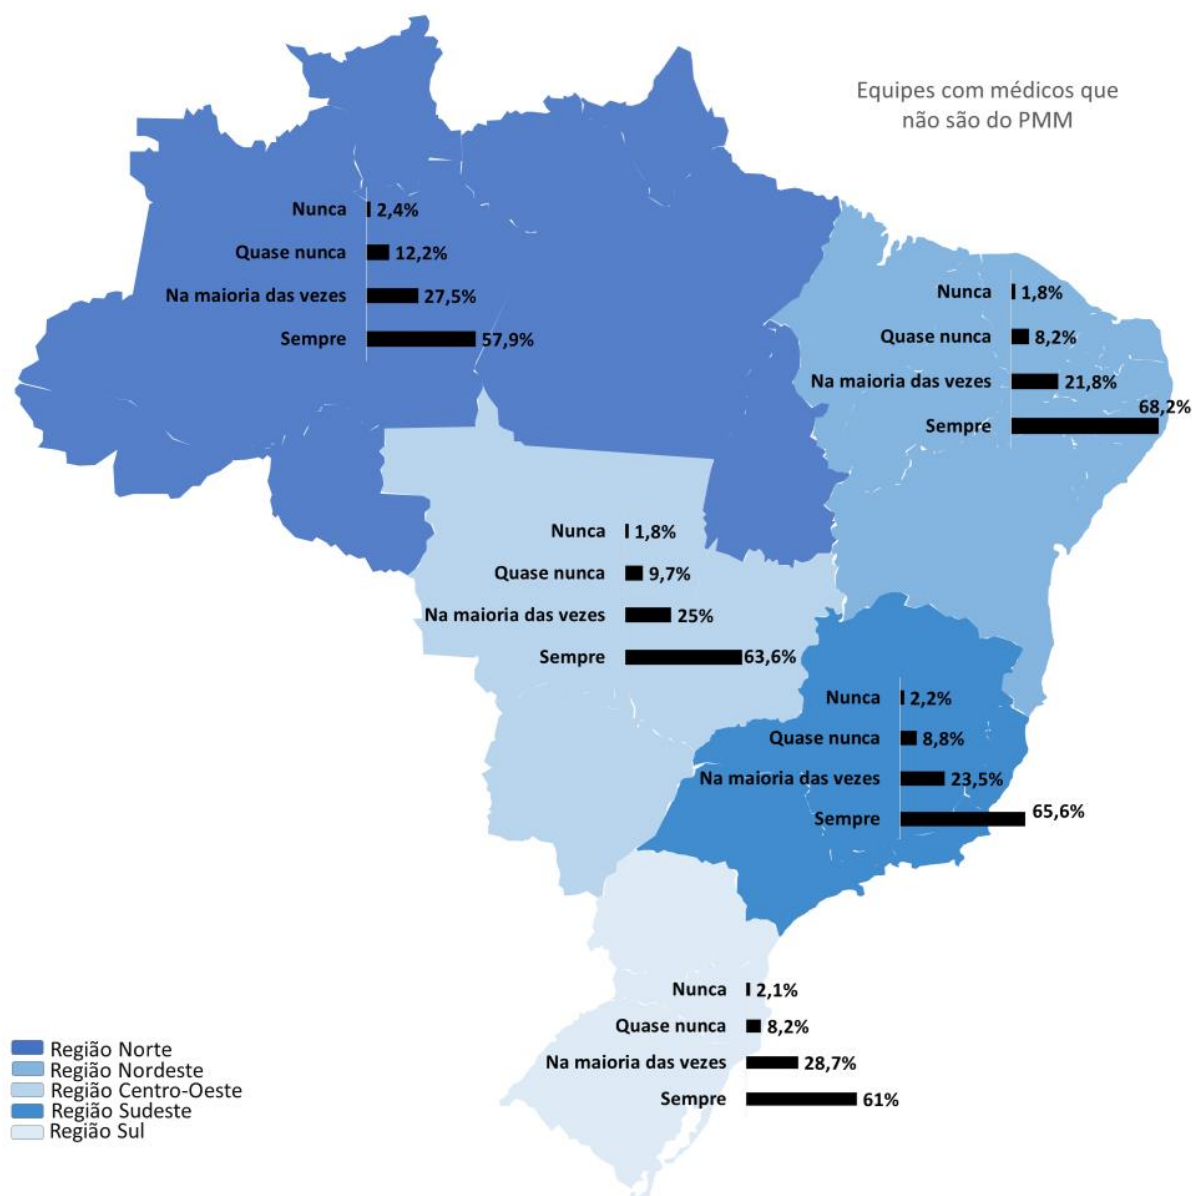 Equipes com médicos que
não são do PMM
Nunca 2,4%
Quase nunca 12,2%
Na maioria das vezes 27,5%
Sempre 57,9%
Nunca 1,8%
Quase nunca 8,2%
Na maioria das vezes 21,8%
Sempre 68,2%
Nunca 1,8%
Quase nunca 9,7%
Na maioria das vezes 25%
Sempre 63,6%
Nunca 2,2%
Quase nunca 8,8%
Na maioria das vezes 23,5%
Sempre 65,6%
Nunca 2,1%
Quase nunca 8,2%
Na maioria das vezes 28,7%
Sempre 61%
Região Norte
Região Nordeste
Região Centro-Oeste
Região Sudeste
Região Sul